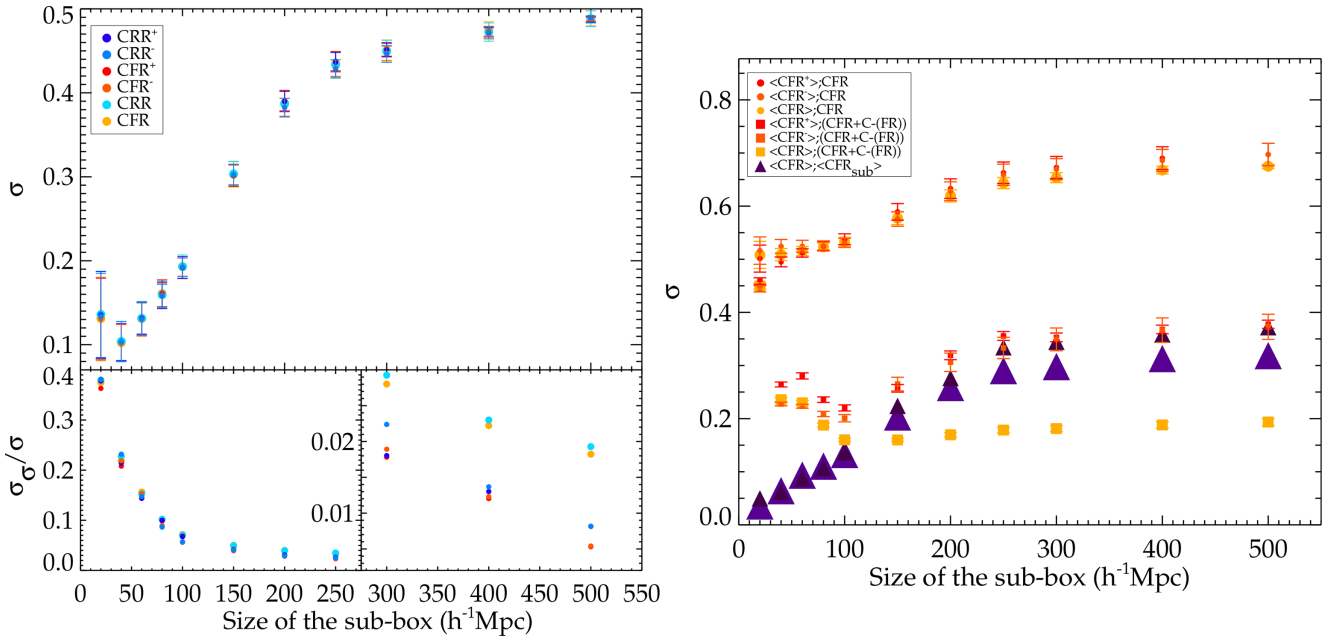 0.5
0.4
0.3
0.2
0.1
σ
CRR+
CRR-
CFR+
CFR-
CRR
CFR
0.4
0.3
0.2
0.1
0.0
σσ/σ
0.02
0.01
0 50 100 150 200 250 300 350 400 450 500 550
Size of the sub-box (h-1Mpc)
0.8
0.6
0.4
0.2
0.0
σ
<CFR+>;CFR
<CFR->;CFR
<CFR>;CFR
<CFR+>;(CFR+C-(FR))
<CFR->;(CFR+C-(FR))
<CFR>;(CFR+C-(FR))
<CFR>;<CFRsub>
0 100 200 300 400 500
Size of the sub-box (h-1Mpc)